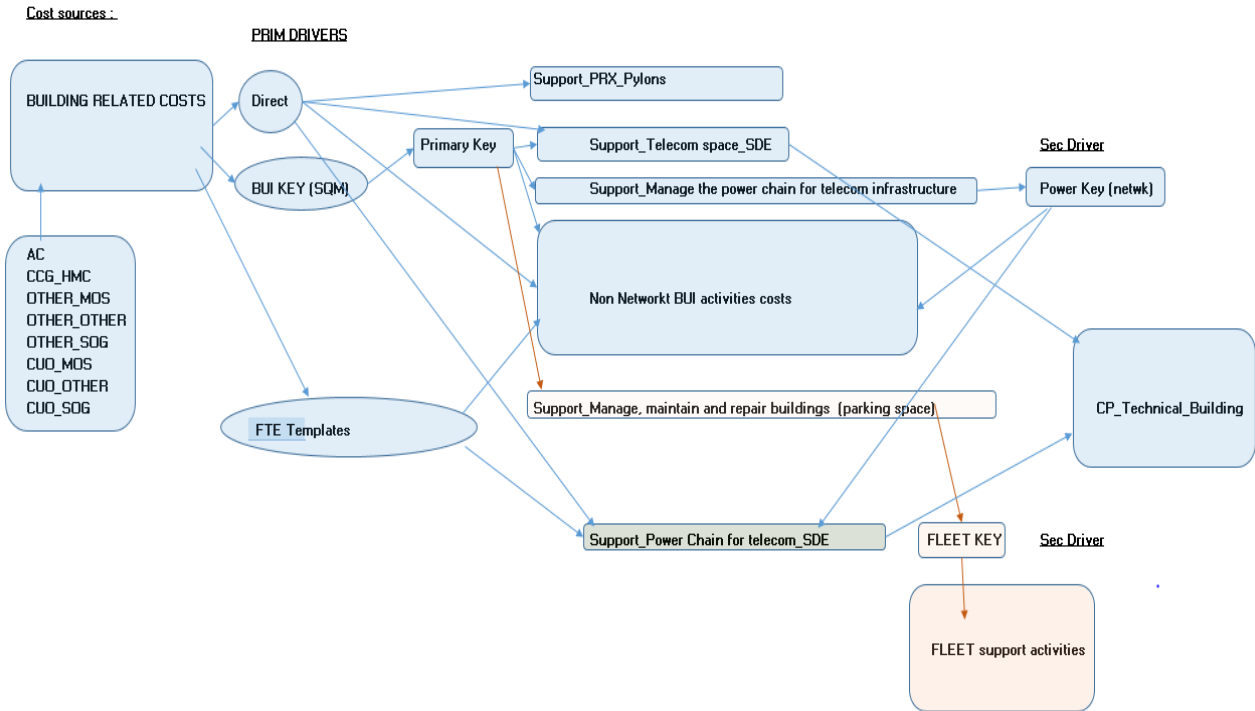 Cost sources :
PRIM DRIVERS
BUILDING RELATED COSTS
Direct
Support_PRX_Pylons
Primary Key
Support_Telecom space_SDE
Sec Driver
BUI KEY (SQM)
Support_Manage the power chain for telecom infrastructure
Power Key (netwk)
AC
CCG_HMC
OTHER_MOS
OTHER_OTHER
OTHER_SOG
CUO_MOS
CUO_OTHER
CUO_SOG
Non Networkt BUI activities costs
Support_Manage, maintain and repair buildings (parking space)
CP_Technical_Building
FTE Templates
Support_Power Chain for telecom_SDE
FLEET KEY
Sec Driver
FLEET support activities